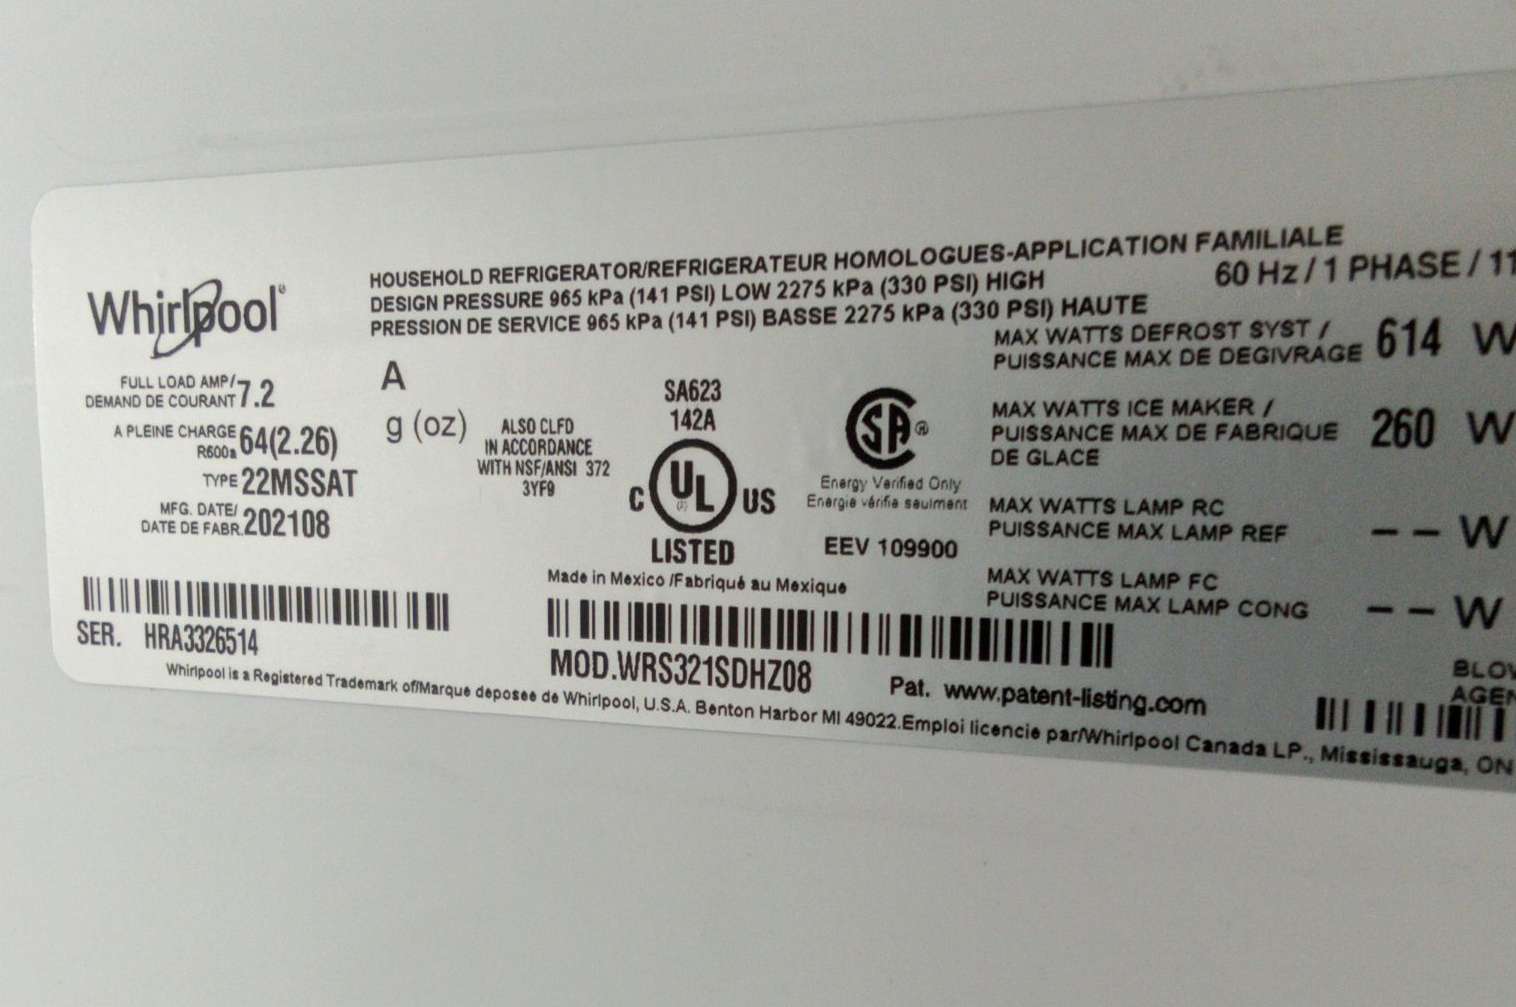 Whirlpool®
HOUSEHOLD REFRIGERATOR/REFRIGERATEUR HOMOLOGUES-APPLICATION FAMILIALE
DESIGN PRESSURE 965 kPa (141 PSI) LOW 2275 kPa (330 PSI) HIGH
60 Hz / 1 PHASE / 11
PRESSION DE SERVICE 965 kPa (141 PSI) BASSE 2275 kPa (330 PSI) HAUTE
FULL LOAD AMP/
DEMAND DE COURANT 7.2 A
A PLEINE CHARGE
R600a 64(2.26) g (oz)
TYPE 22MSSAT
MFG. DATE/
DATE DE FABR. 202108
ALSO CLFD
IN ACCORDANCE
WITH NSF/ANSI 372
3YF9
SA623
142A
C UL US
LISTED
SA ®
Energy Verified Only
Energie vérifie seulment
EEV 109900
MAX WATTS DEFROST SYST /
PUISSANCE MAX DE DEGIVRAGE 614 W
MAX WATTS ICE MAKER /
PUISSANCE MAX DE FABRIQUE 260 W
DE GLACE
MAX WATTS LAMP RC
PUISSANCE MAX LAMP REF -- W
MAX WATTS LAMP FC
PUISSANCE MAX LAMP CONG -- W
Made in Mexico /Fabriqué au Mexique
SER. HRA3326514
MOD.WRS321SDHZ08
Pat. www.patent-listing.com
Whirlpool is a Registered Trademark of/Marque deposee de Whirlpool, U.S.A. Benton Harbor MI 49022.Emploi licencie par/Whirlpool Canada LP., Mississauga, ON